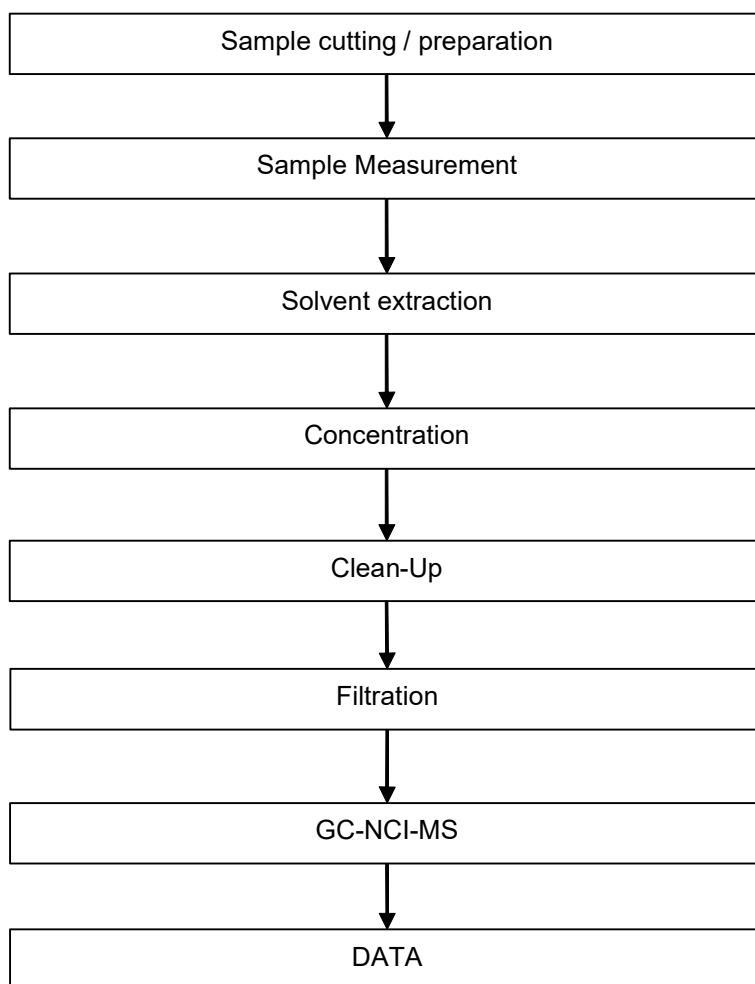 Sample cutting / preparation
Sample Measurement
Solvent extraction
Concentration
Clean-Up
Filtration
GC-NCI-MS
DATA